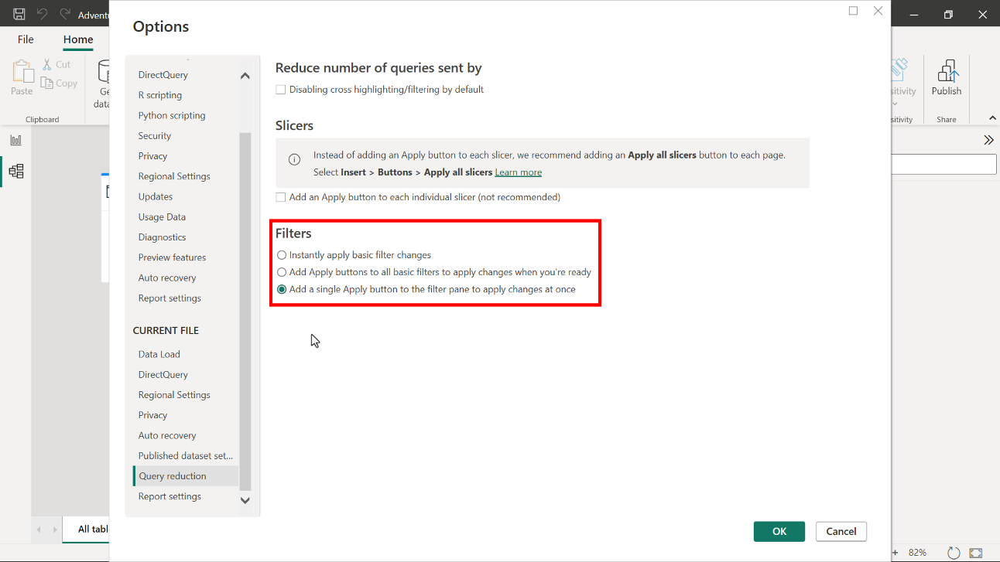 Adventu
Options
File
Home
Paste
Cut
Copy
Clipboard
Ge
data
sitivity
sitivity
Publish
Share
DirectQuery
R scripting
Python scripting
Security
Privacy
Regional Settings
Updates
Usage Data
Diagnostics
Preview features
Auto recovery
Report settings
CURRENT FILE
Data Load
DirectQuery
Regional Settings
Privacy
Auto recovery
Published dataset set...
Query reduction
Report settings
Reduce number of queries sent by
Disabling cross highlighting/filtering by default
Slicers
Instead of adding an Apply button to each slicer, we recommend adding an Apply all slicers button to each page.
Select Insert > Buttons > Apply all slicers Learn more
Add an Apply button to each individual slicer (not recommended)
Filters
Instantly apply basic filter changes
Add Apply buttons to all basic filters to apply changes when you're ready
Add a single Apply button to the filter pane to apply changes at once
OK
Cancel
All tabl
+ 82%